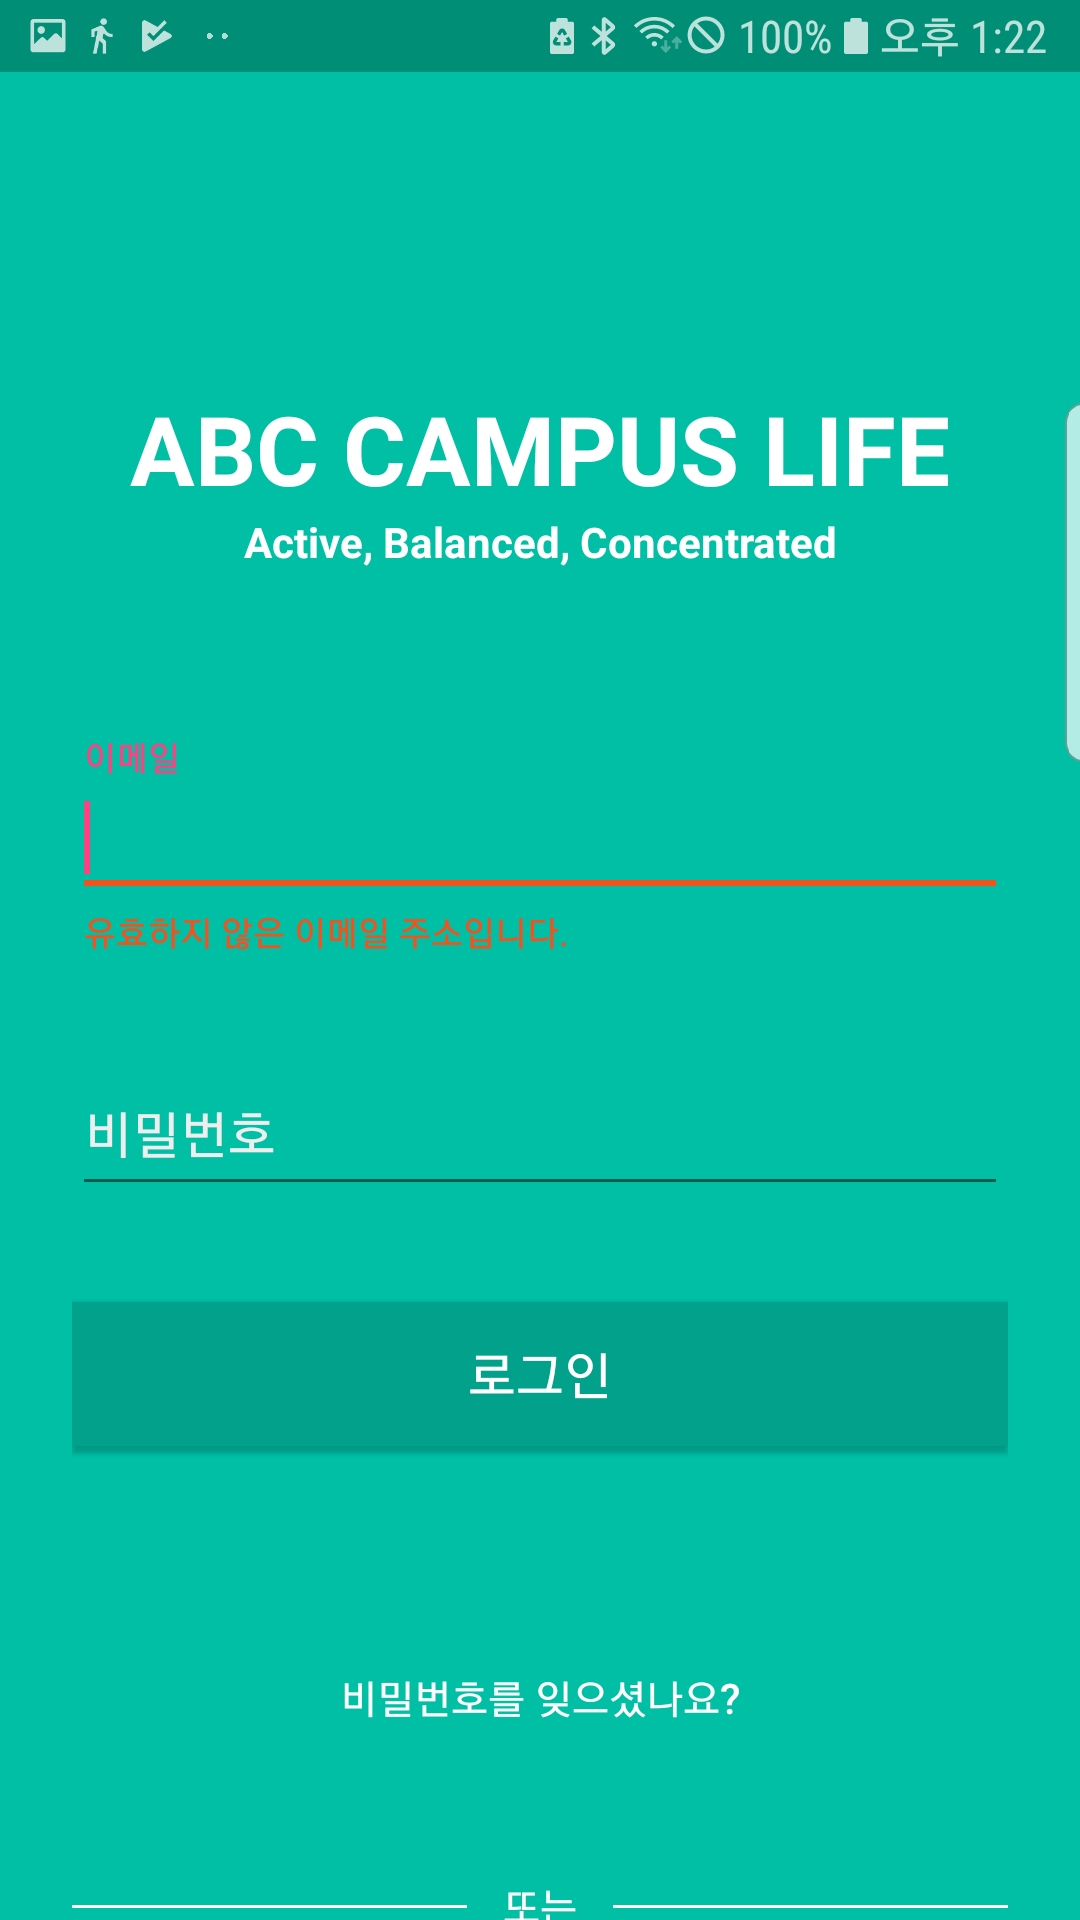 100% 오후 1:22
ABC CAMPUS LIFE
Active, Balanced, Concentrated
이메일
유효하지 않은 이메일 주소입니다.
비밀번호
로그인
비밀번호를 잊으셨나요?
또는